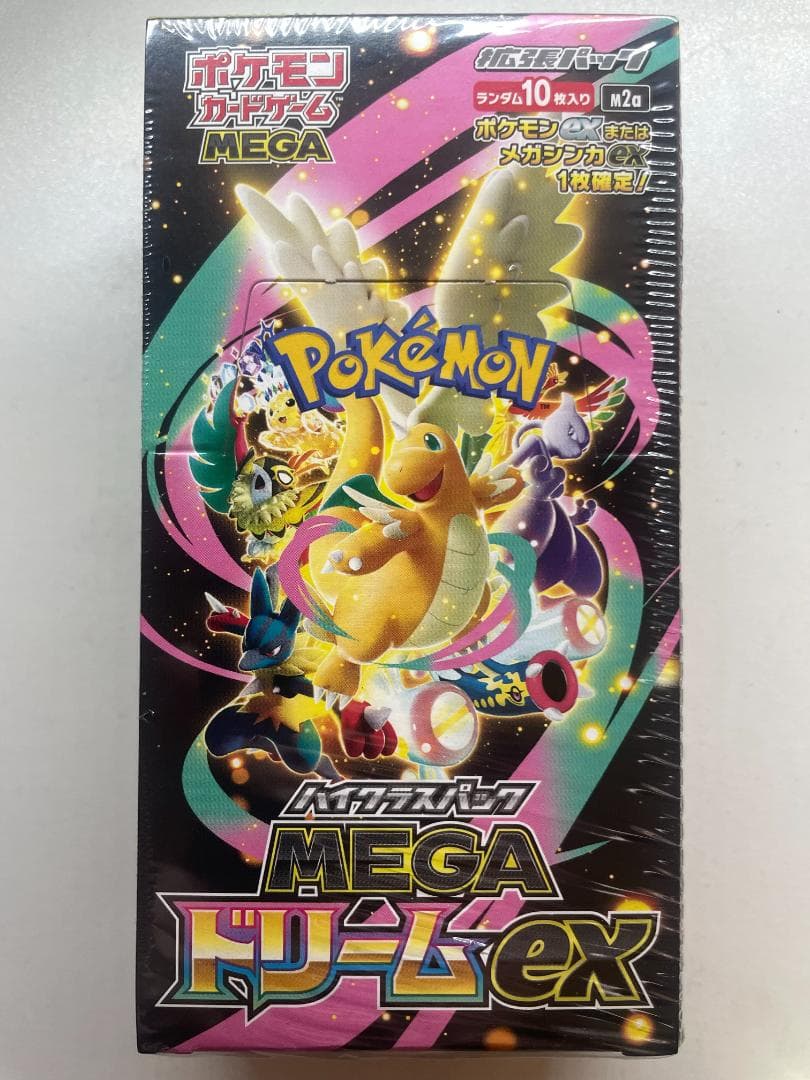 ポケモン
カードゲーム™
MEGA
拡張パック
ランダム10枚入り M2a
ポケモンexまたは
メガシンカex
1枚確定!
POKéMON™
ハイクラスパック
MEGA
ドリームex